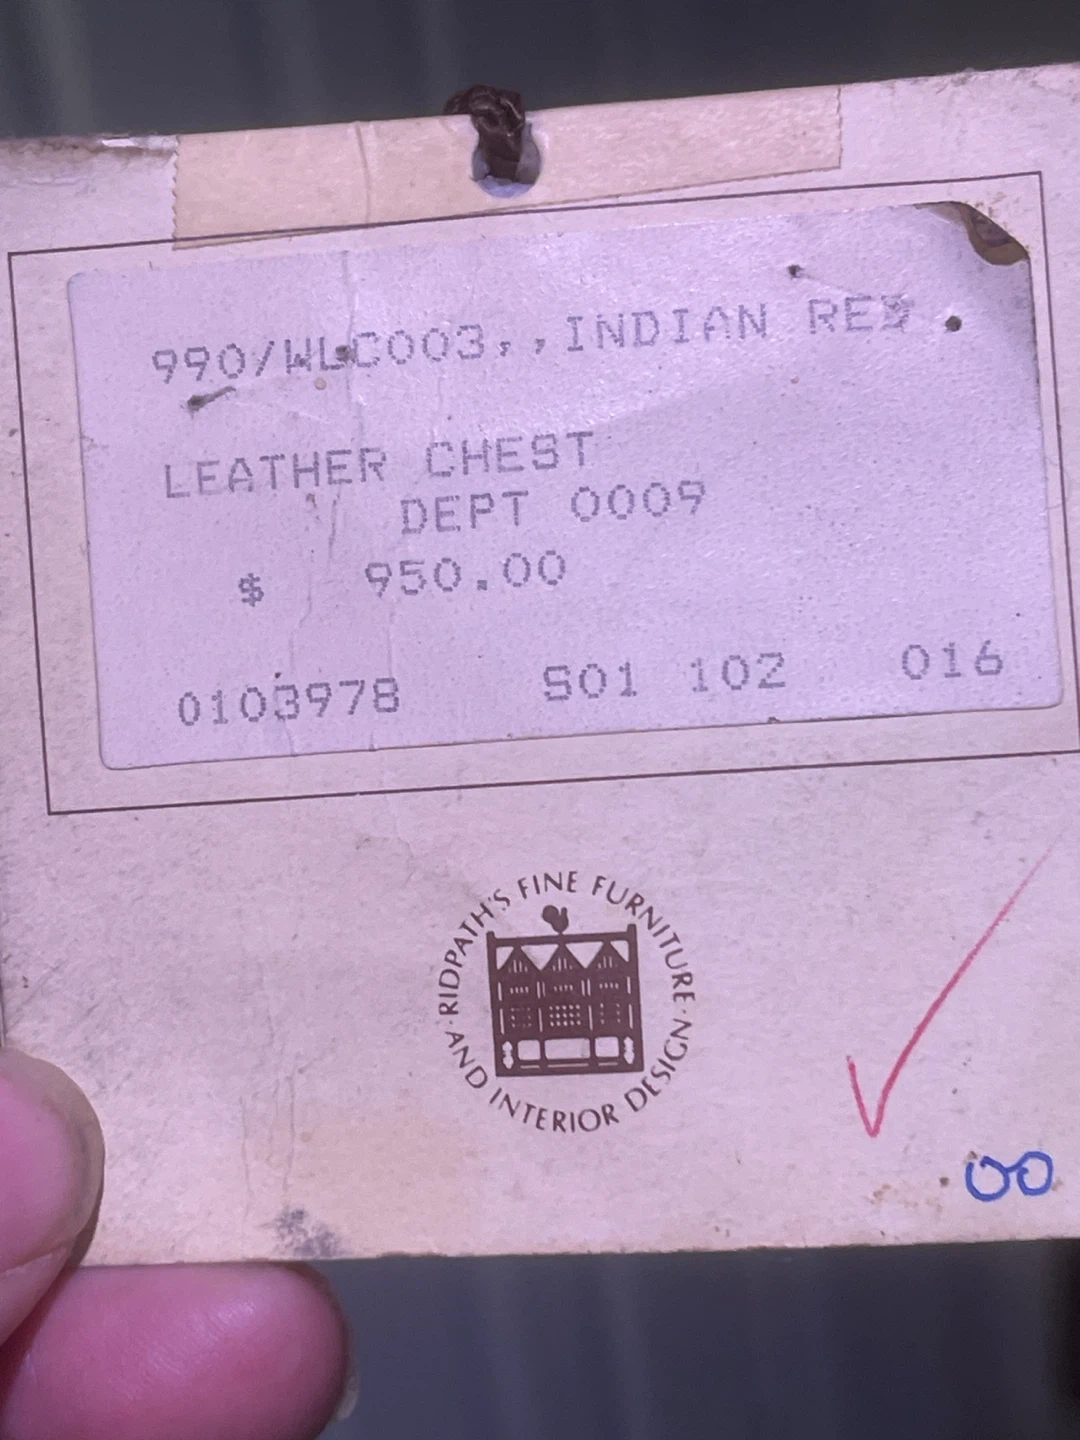 990/WLC003,,INDIAN RED
LEATHER CHEST
DEPT 0009
$ 950.00
0103978 S01 102 016
RIDPATH'S FINE FURNITURE
· AND INTERIOR DESIGN ·
00